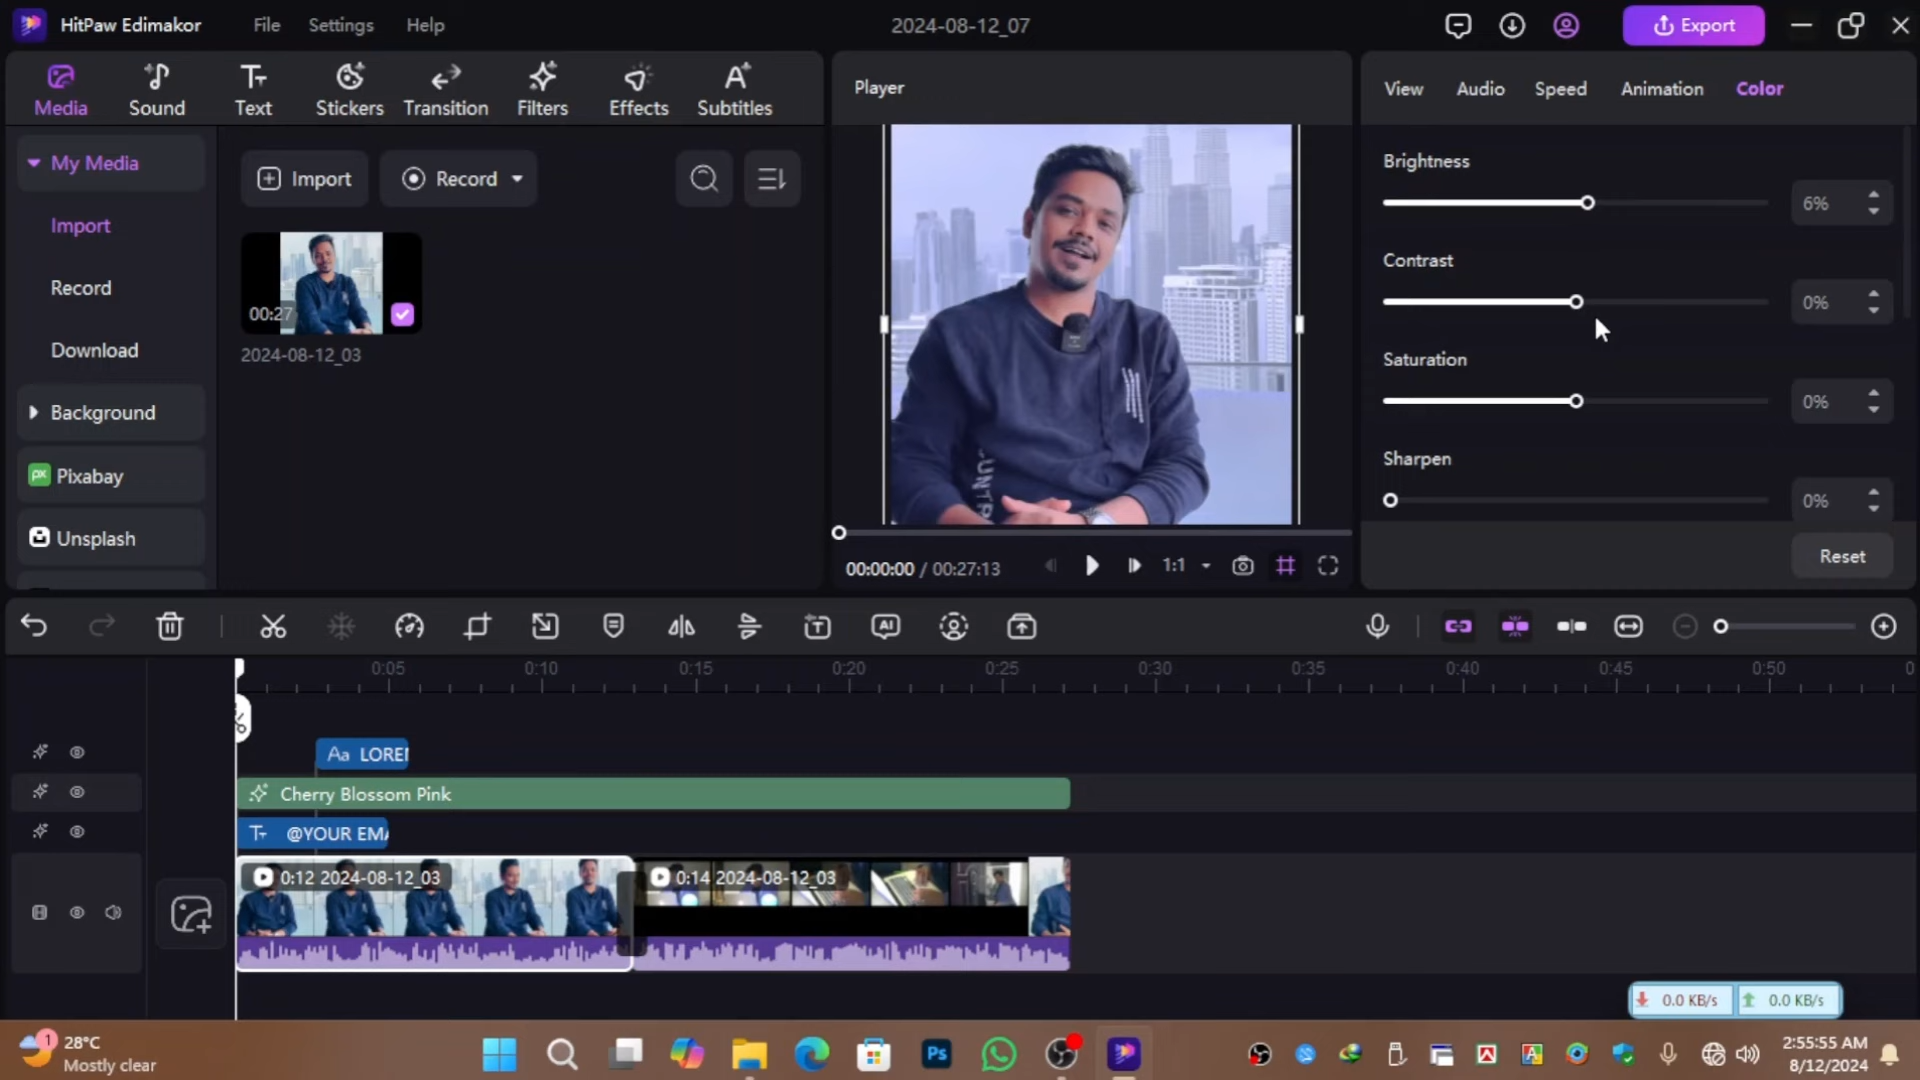 HitPaw Edimakor
File
Settings
Help
2024-08-12_07
Export
Media
Sound
Text
Stickers
Transition
Filters
Effects
Subtitles
My Media
Import
Record
Download
Background
Pixabay
Unsplash
Import
Record
00:27
2024-08-12_03
Player
00:00:00 / 00:27:13
1:1
View
Audio
Speed
Animation
Color
Brightness
6%
Contrast
0%
Saturation
0%
Sharpen
0%
Reset
AI
0:05
0:10
0:15
0:20
0:25
0:30
0:35
0:40
0:45
0:50
Aa LOREM
Cherry Blossom Pink
@YOUR EMA
0:12 2024-08-12_03
0:14 2024-08-12_03
0.0 KB/s
0.0 KB/s
1
28°C
Mostly clear
Ps
2:55:55 AM
8/12/2024